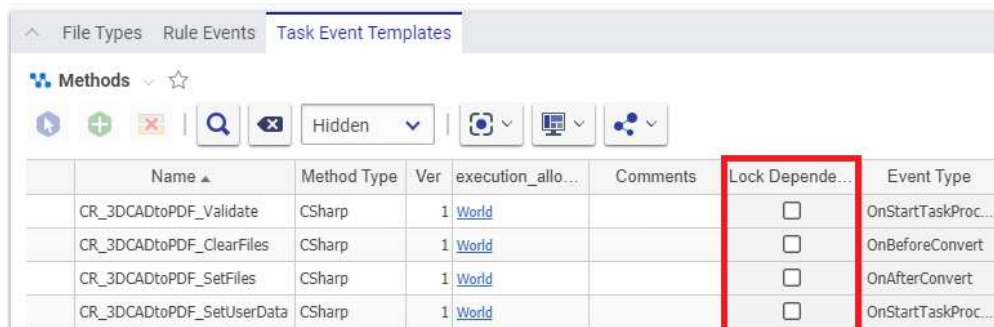 File Types Rule Events Task Event Templates
Methods
Hidden
Name Method Type Ver execution_allo... Comments Lock Depende... Event Type
CR_3DCADtoPDF_Validate CSharp 1 World OnStartTaskProc...
CR_3DCADtoPDF_ClearFiles CSharp 1 World OnBeforeConvert
CR_3DCADtoPDF_SetFiles CSharp 1 World OnAfterConvert
CR_3DCADtoPDF_SetUserData CSharp 1 World OnStartTaskProc...